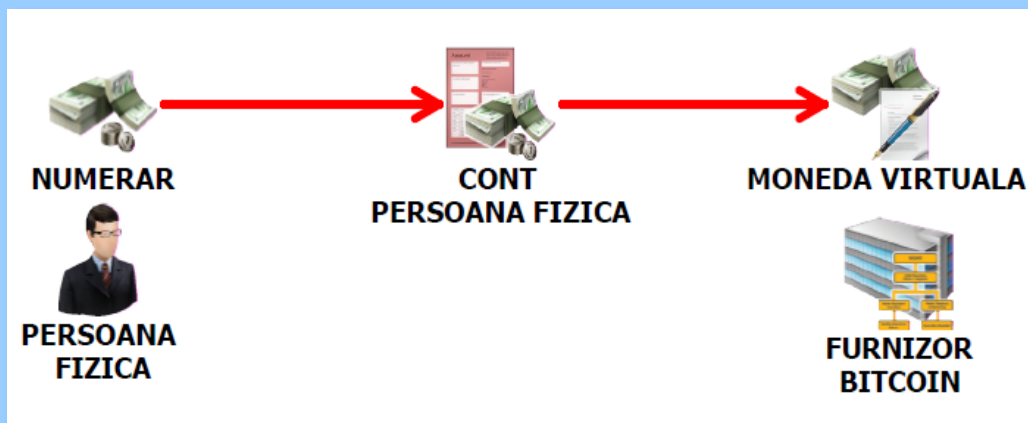 NUMERAR
CONT
PERSOANA FIZICA
MONEDA VIRTUALA
PERSOANA
FIZICA
FURNIZOR
BITCOIN